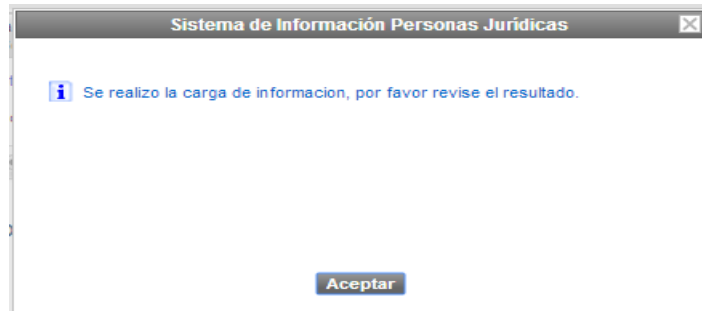 Sistema de Información Personas Jurídicas
Se realizo la carga de informacion, por favor revise el resultado.
Aceptar